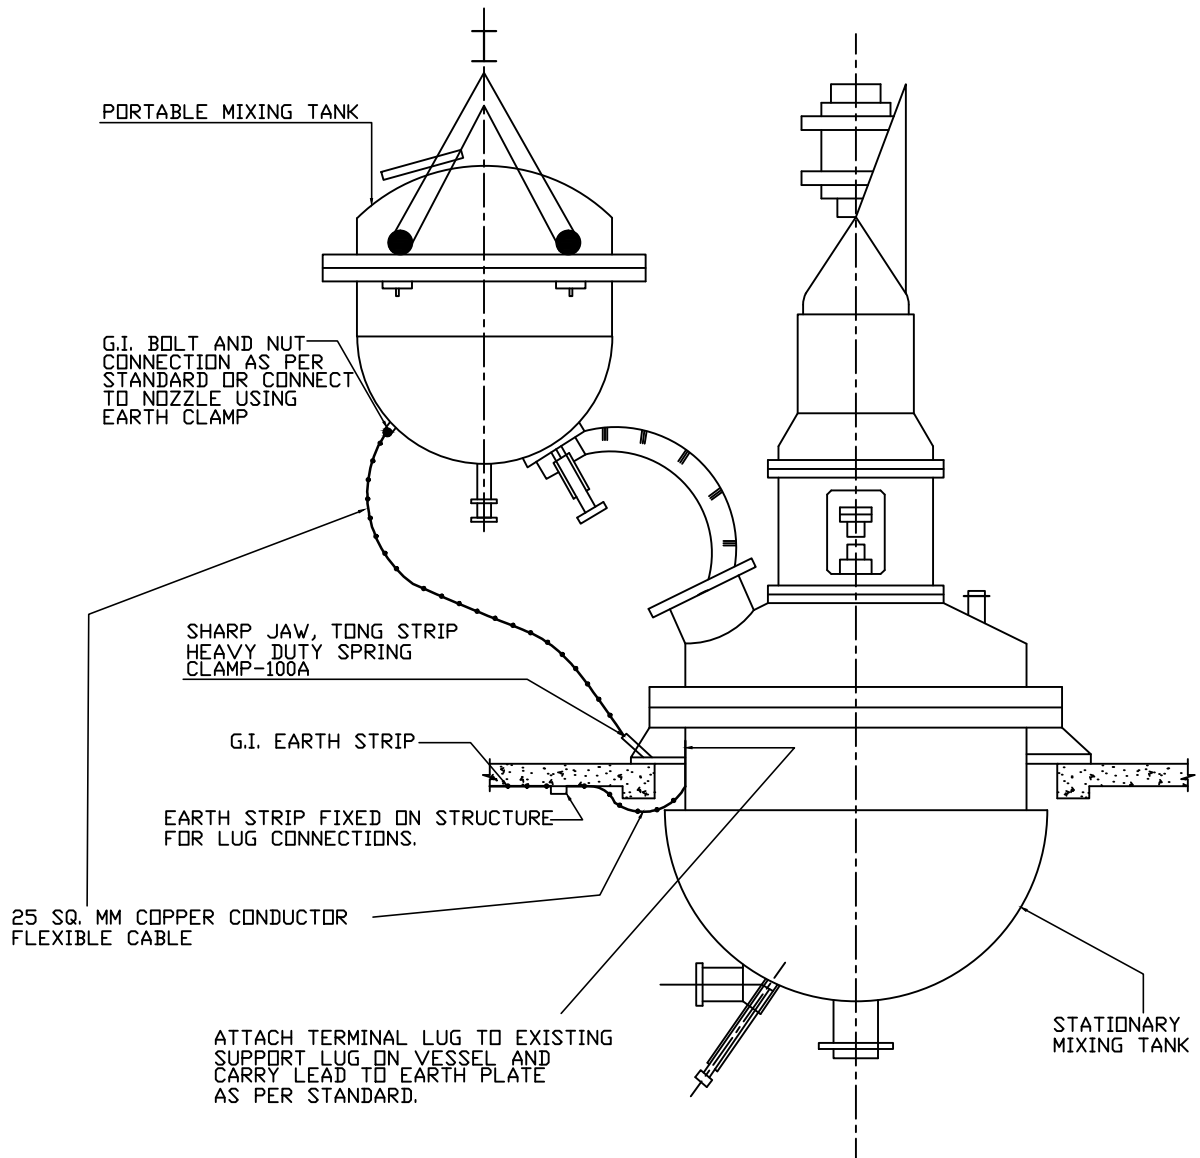 PORTABLE MIXING TANK
G.I. BOLT AND NUT
CONNECTION AS PER
STANDARD OR CONNECT
TO NOZZLE USING
EARTH CLAMP
SHARP JAW, TONG STRIP
HEAVY DUTY SPRING
CLAMP-100A
G.I. EARTH STRIP
EARTH STRIP FIXED ON STRUCTURE
FOR LUG CONNECTIONS.
25 SQ. MM COPPER CONDUCTOR
FLEXIBLE CABLE
ATTACH TERMINAL LUG TO EXISTING
SUPPORT LUG ON VESSEL AND
CARRY LEAD TO EARTH PLATE
AS PER STANDARD.
STATIONARY
MIXING TANK